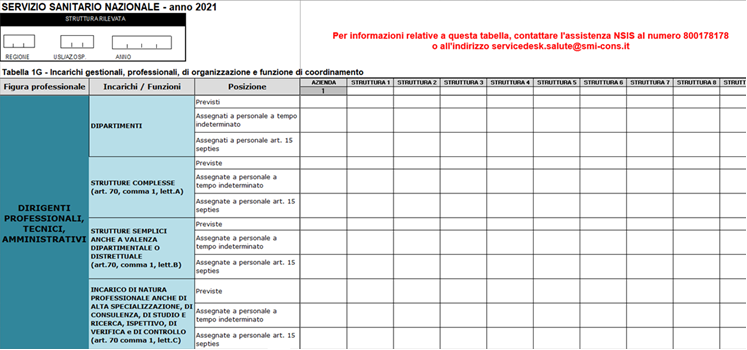 SERVIZIO SANITARIO NAZIONALE - anno 2021
STRUTTURA RILEVATA
REGIONE USL/AZ.OSP. ANNO
Per informazioni relative a questa tabella, contattare l'assistenza NSIS al numero 800178178
o all'indirizzo servicedesk.salute@smi-cons.it
Tabella 1G - Incarichi gestionali, professionali, di organizzazione e funzione di coordinamento
Figura professionale Incarichi / Funzioni Posizione AZIENDA STRUTTURA 1 STRUTTURA 2 STRUTTURA 3 STRUTTURA 4 STRUTTURA 5 STRUTTURA 6 STRUTTURA 7 STRUTTURA 8 STRUTT
1
DIRIGENTI
PROFESSIONALI,
TECNICI,
AMMINISTRATIVI
DIPARTIMENTI
Previsti
Assegnati a personale a tempo
indeterminato
Assegnati a personale art. 15
septies
STRUTTURE COMPLESSE
(art. 70, comma 1, lett.A)
Previste
Assegnate a personale a
tempo indeterminato
Assegnate a personale art. 15
septies
STRUTTURE SEMPLICI
ANCHE A VALENZA
DIPARTIMENTALE O
DISTRETTUALE
(art.70, comma 1, lett.B)
Previste
Assegnate a personale a
tempo indeterminato
Assegnate a personale art. 15
septies
INCARICO DI NATURA
PROFESSIONALE ANCHE DI
ALTA SPECIALIZZAZIONE, DI
CONSULENZA, DI STUDIO E
RICERCA, ISPETTIVO, DI
VERIFICA e DI CONTROLLO
(art. 70 comma 1, lett.C)
Previste
Assegnate a personale a
tempo indeterminato
Assegnate a personale art. 15
septies